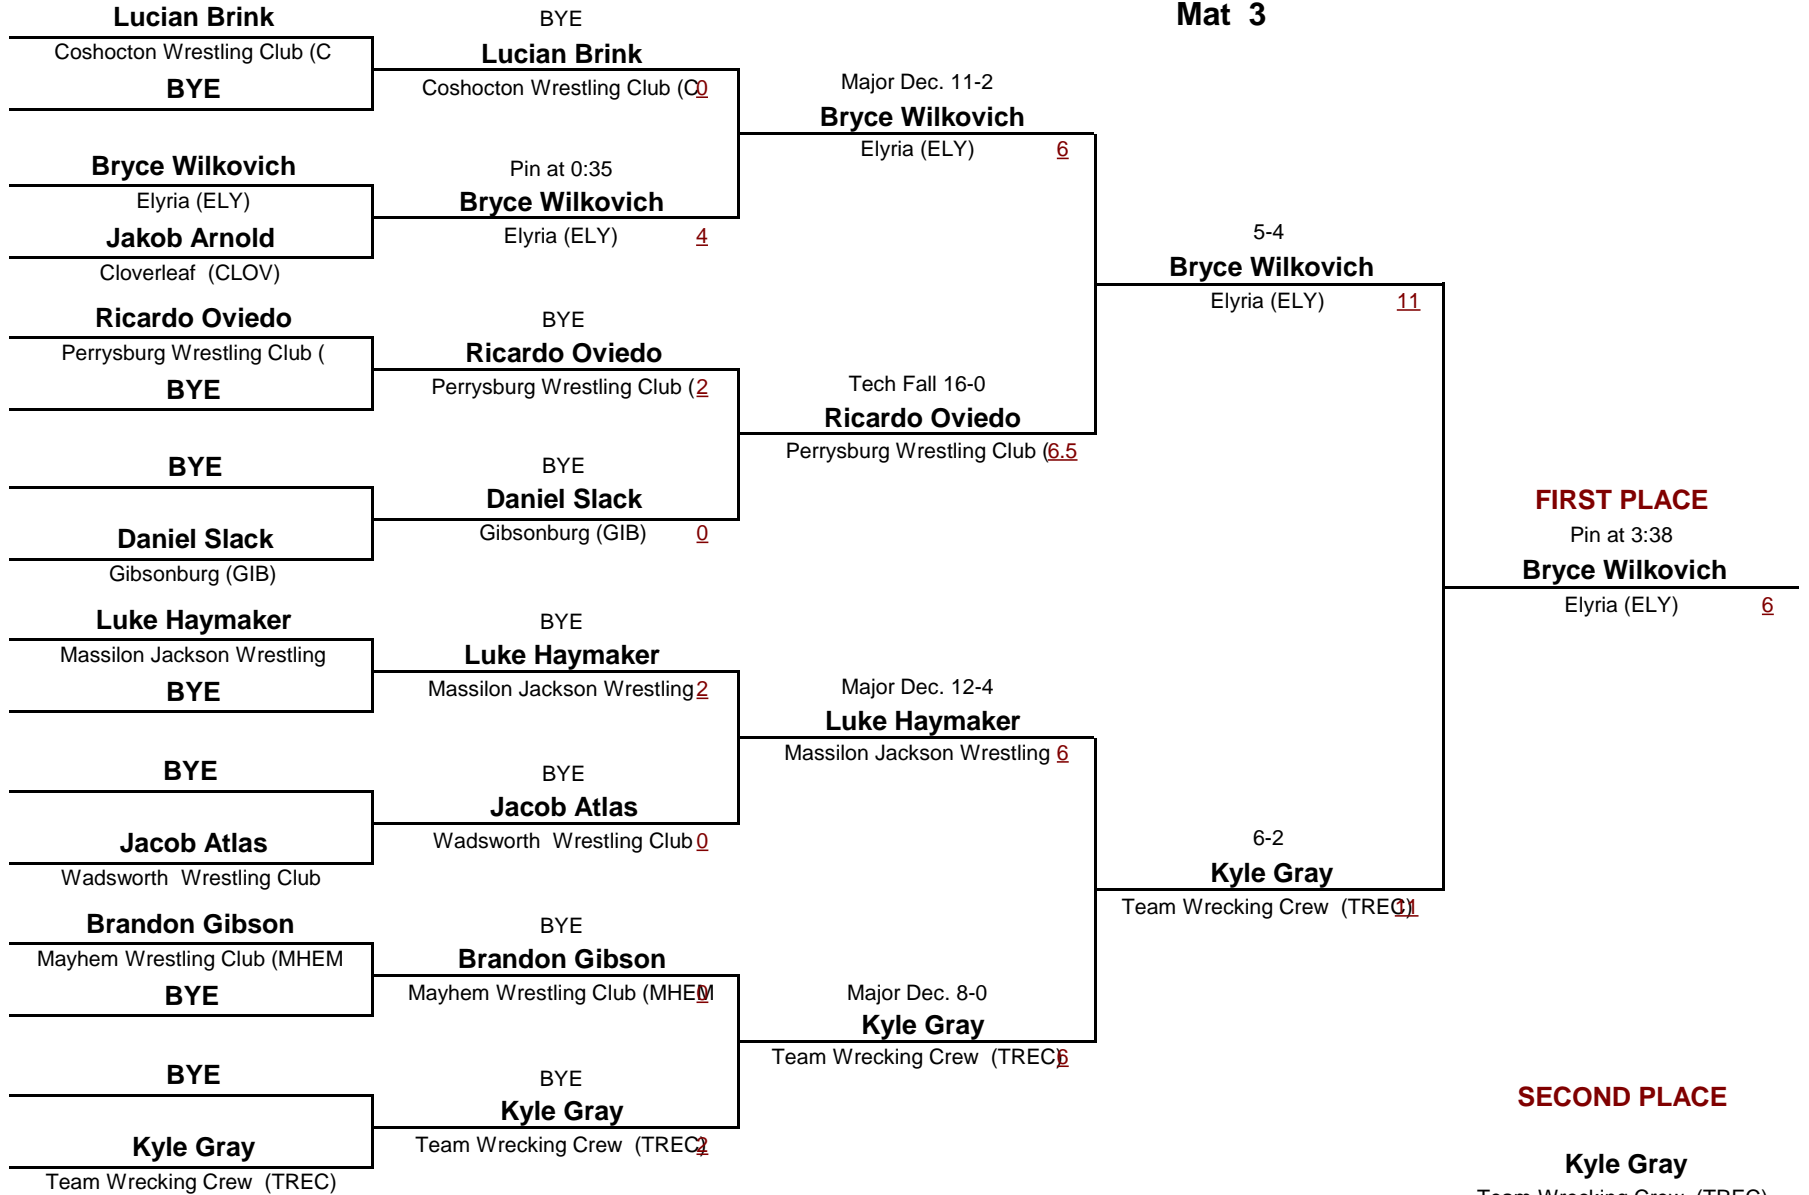 Mat  3
Lucian Brink
Coshocton Wrestling Club (C
BYE
Bryce Wilkovich
Elyria (ELY)
Jakob Arnold
Cloverleaf  (CLOV)
Ricardo Oviedo
Perrysburg Wrestling Club (
BYE
BYE
Daniel Slack
Gibsonburg (GIB)
Luke Haymaker
Massilon Jackson Wrestling
BYE
BYE
Jacob Atlas
Wadsworth  Wrestling Club
Brandon Gibson
Mayhem Wrestling Club (MHEM
BYE
BYE
Kyle Gray
Team Wrecking Crew  (TREC)
BYE
Lucian Brink
Coshocton Wrestling Club (C 0
Pin at 0:35
Bryce Wilkovich
Elyria (ELY) 4
BYE
Ricardo Oviedo
Perrysburg Wrestling Club ( 2
BYE
Daniel Slack
Gibsonburg (GIB) 0
BYE
Luke Haymaker
Massilon Jackson Wrestling 2
BYE
Jacob Atlas
Wadsworth  Wrestling Club 0
BYE
Brandon Gibson
Mayhem Wrestling Club (MHEM 0
BYE
Kyle Gray
Team Wrecking Crew  (TREC) 2
Major Dec. 11-2
Bryce Wilkovich
Elyria (ELY) 6
Tech Fall 16-0
Ricardo Oviedo
Perrysburg Wrestling Club ( 6.5
Major Dec. 12-4
Luke Haymaker
Massilon Jackson Wrestling 6
Major Dec. 8-0
Kyle Gray
Team Wrecking Crew  (TREC) 6
5-4
Bryce Wilkovich
Elyria (ELY) 11
6-2
Kyle Gray
Team Wrecking Crew  (TREC) 11
FIRST PLACE
Pin at 3:38
Bryce Wilkovich
Elyria (ELY) 6
SECOND PLACE
Kyle Gray
Team Wrecking Crew  (TREC)